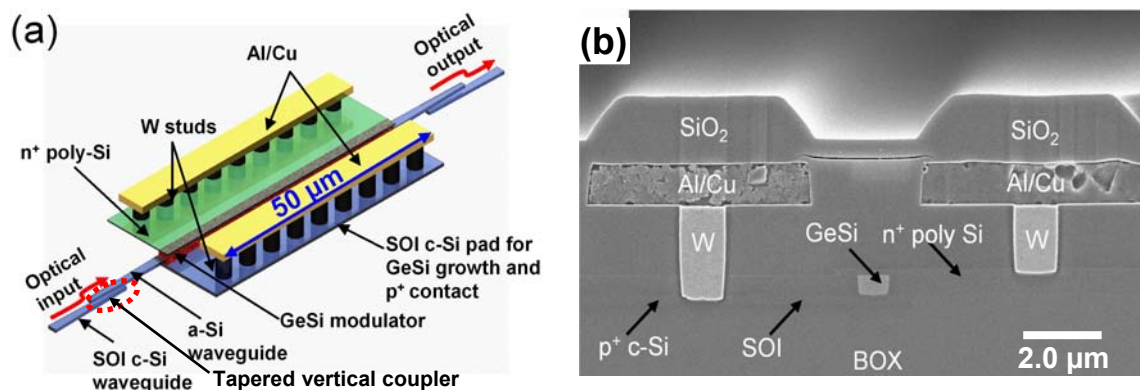 (a)
Optical
output
Al/Cu
W studs
n+ poly-Si
50 µm
SOI c-Si pad for
GeSi growth and
p+ contact
Optical
input
GeSi modulator
a-Si
waveguide
SOI c-Si
waveguide
Tapered vertical coupler
(b)
SiO2
SiO2
Al/Cu
Al/Cu
W
GeSi
n+ poly Si
W
p+ c-Si
SOI
BOX
2.0 µm